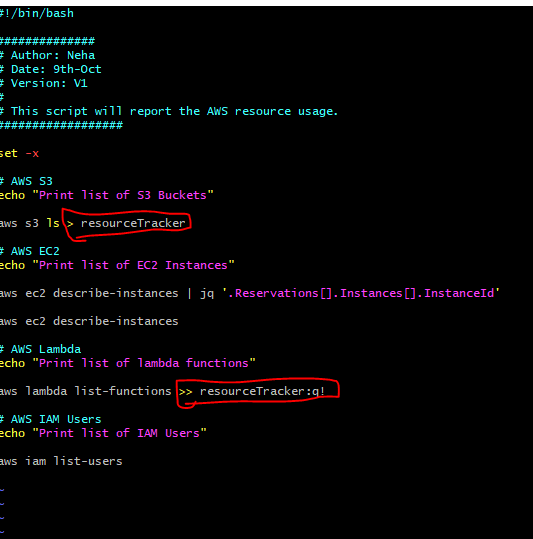 #!/bin/bash
##############
# Author: Neha
# Date: 9th-Oct
# Version: V1
#
# This script will report the AWS resource usage.
##################
set -x
# AWS S3
echo "Print list of S3 Buckets"
aws s3 ls > resourceTracker
# AWS EC2
echo "Print list of EC2 Instances"
aws ec2 describe-instances | jq '.Reservations[].Instances[].InstanceId'
aws ec2 describe-instances
# AWS Lambda
echo "Print list of lambda functions"
aws lambda list-functions >> resourceTracker:q!
# AWS IAM Users
echo "Print list of IAM Users"
aws iam list-users
~
~
~
~